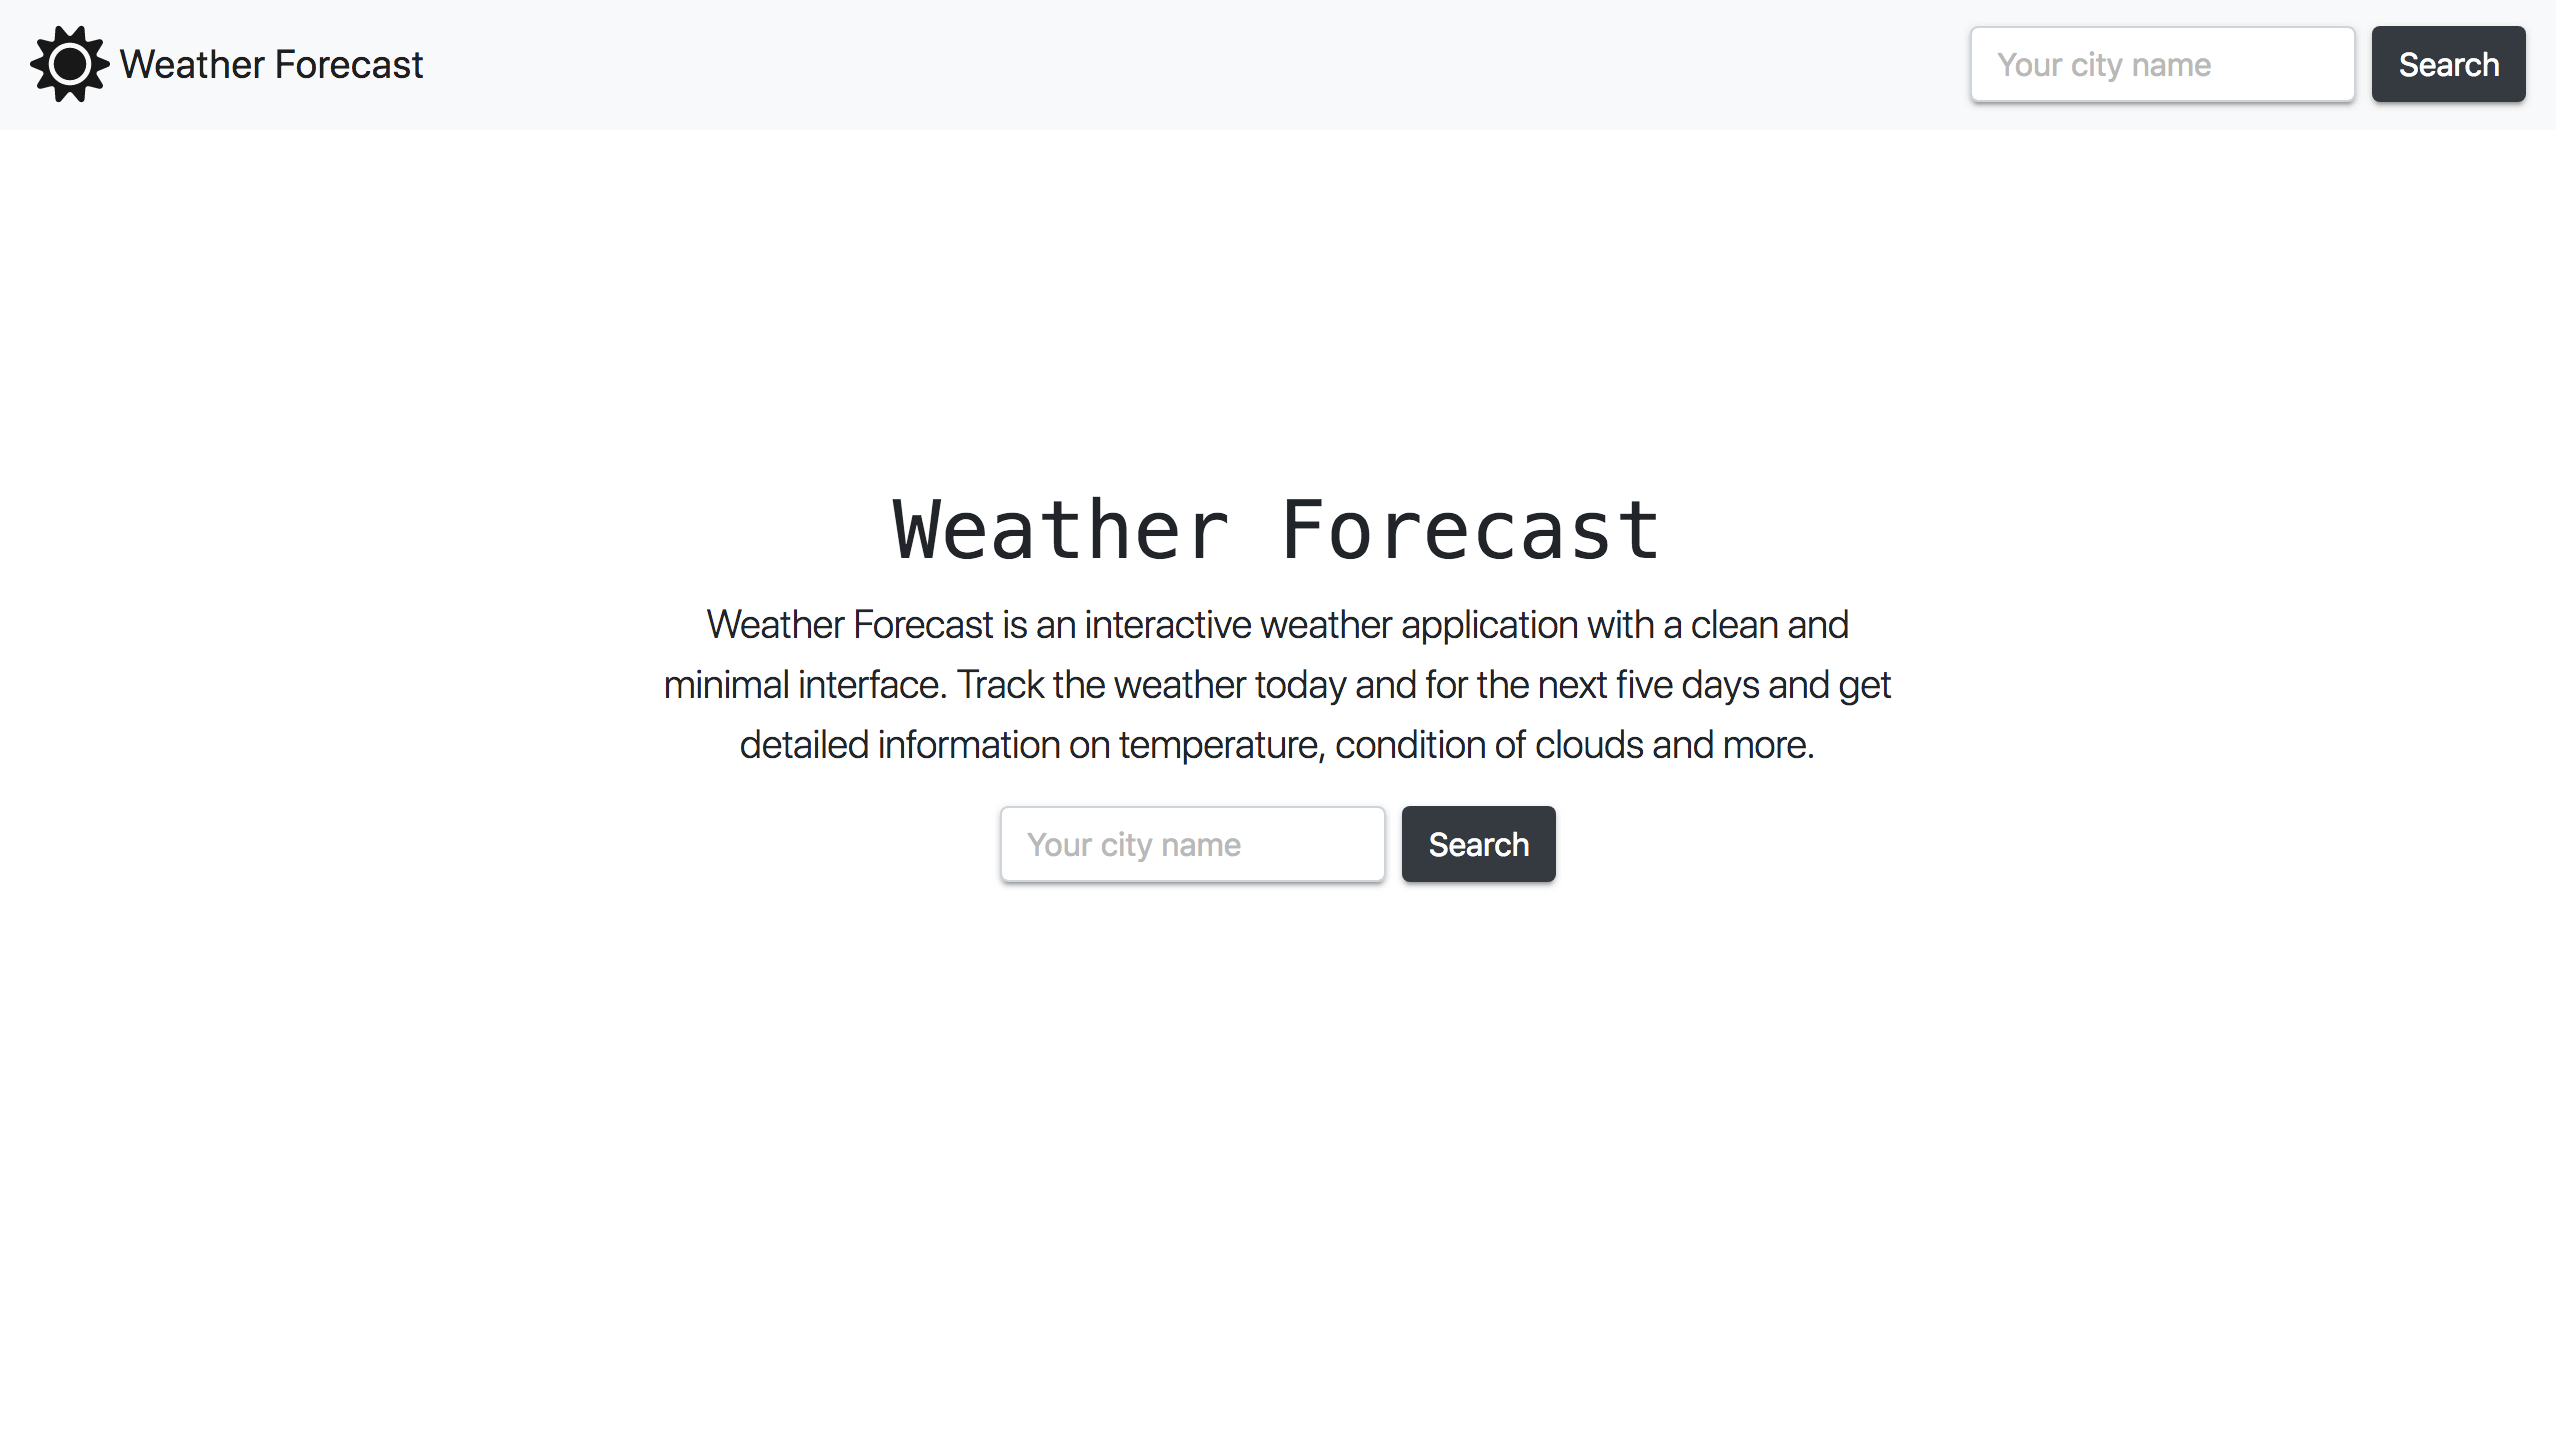 Weather Forecast
Your city name
Search
Weather Forecast
Weather Forecast is an interactive weather application with a clean and
minimal interface. Track the weather today and for the next five days and get
detailed information on temperature, condition of clouds and more.
Your city name
Search